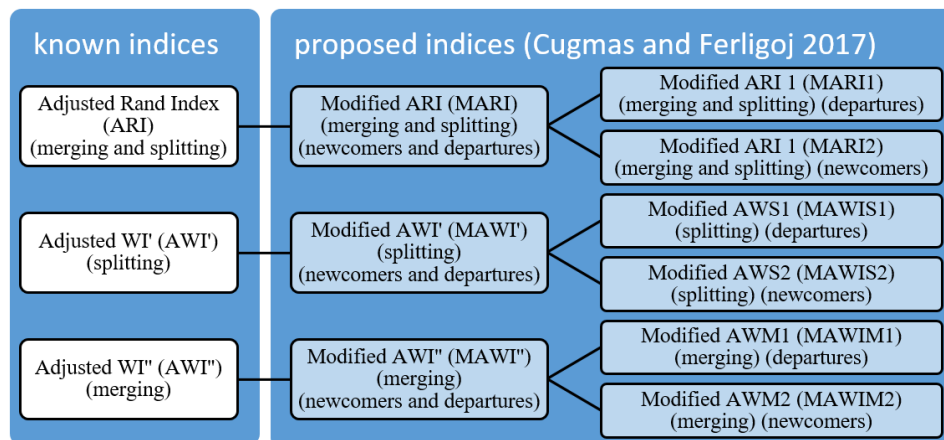 known indices
Adjusted Rand Index
(ARI)
(merging and splitting)
Adjusted WI' (AWI')
(splitting)
Adjusted WI" (AWI")
(merging)
proposed indices (Cugmas and Ferligoj 2017)
Modified ARI (MARI)
(merging and splitting)
(newcomers and departures)
Modified AWI' (MAWI')
(splitting)
(newcomers and departures)
Modified AWI" (MAWI")
(merging)
(newcomers and departures)
Modified ARI 1 (MARI1)
(merging and splitting) (departures)
Modified ARI 1 (MARI2)
(merging and splitting) (newcomers)
Modified AWS1 (MAWIS1)
(splitting) (departures)
Modified AWS2 (MAWIS2)
(splitting) (newcomers)
Modified AWM1 (MAWIM1)
(merging) (departures)
Modified AWM2 (MAWIM2)
(merging) (newcomers)